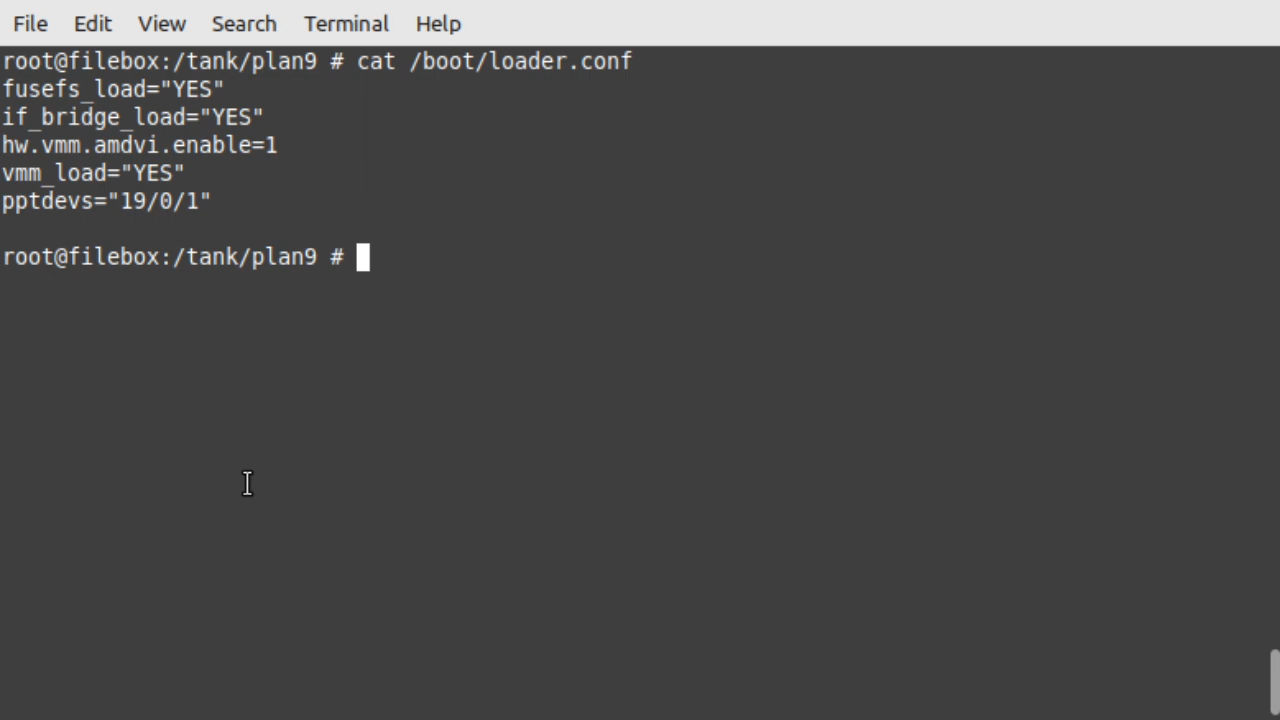 File Edit View Search Terminal Help
root@filebox:/tank/plan9 # cat /boot/loader.conf
fusefs_load="YES"
if_bridge_load="YES"
hw.vmm.amdvi.enable=1
vmm_load="YES"
pptdevs="19/0/1"
root@filebox:/tank/plan9 #